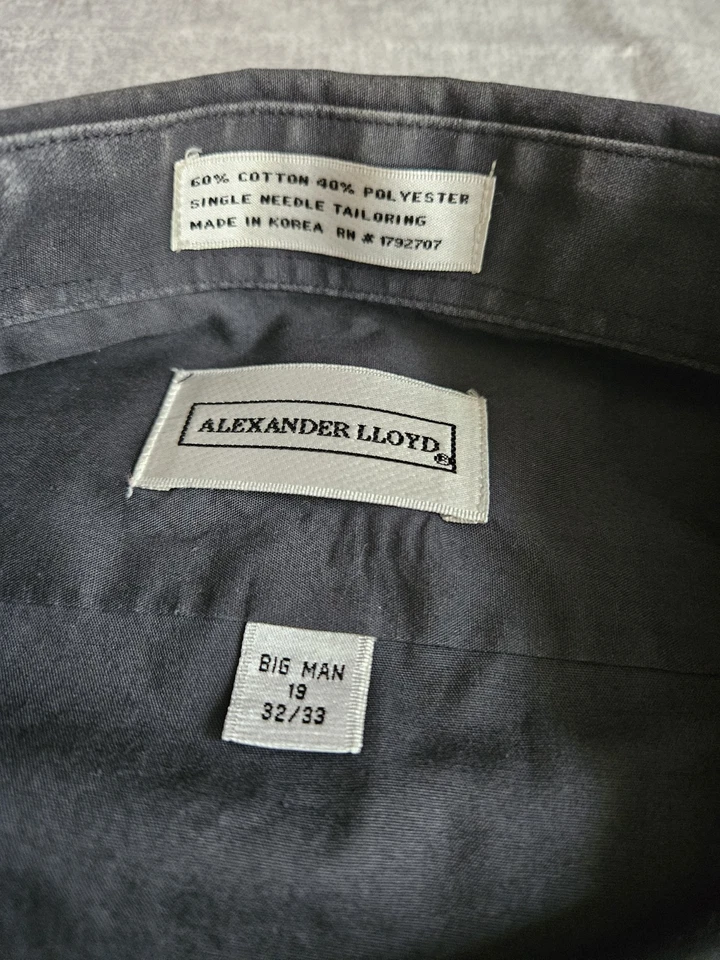 60% COTTON 40% POLYESTER
SINGLE NEEDLE TAILORING
MADE IN KOREA RN # 1792707
ALEXANDER LLOYD ®
BIG MAN
19
32/33